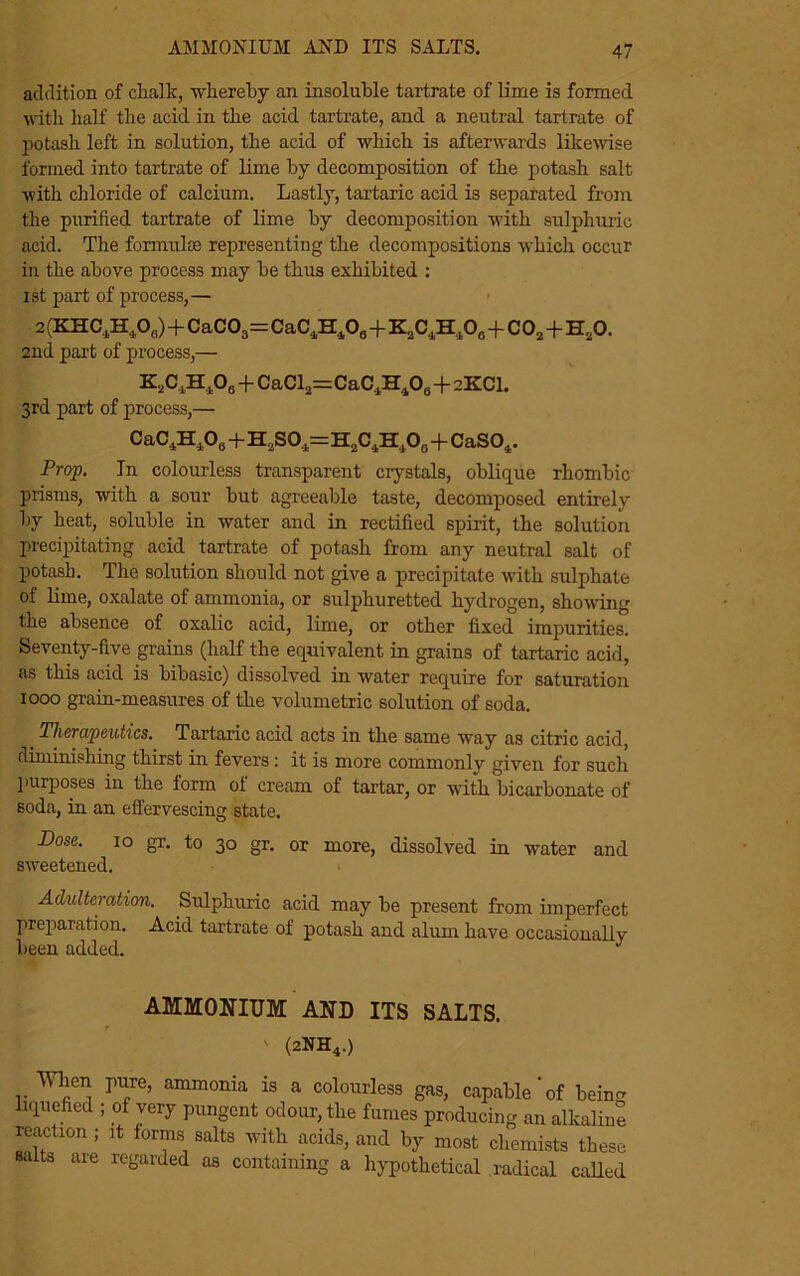 AMMONIUM AND ITS SALTS. 47
addition of chalk, whereby an insoluble tartrate of lime is formed
with half the acid in the acid tartrate, and a neutral tartrate of
potash left in solution, the acid of which is afterwards likewise
formed into tartrate of lime by decomposition of the potash salt
with chloride of calcium. Lastly, tartaric acid is separated from
the purified tartrate of lime by decomposition with sulphuric
acid. The formulæ representing the decompositions which occur
in the above process may be thus exhibited :
1st part of process,—
2(KHC₄H₄O₆)+CaCO₃=CaC₄H₄O₆+K₂C₄H₄O₆+CO₂+H₂O.
2nd part of process,—
K₂C₄H₄O₆+CaCl₂=CaC₄H₄O₆+2KCl.
3rd part of process,—
CaC₄H₄O₆+H₂SO₄=H₂C₄H₄O₆+CaSO₄.
Prop. In colourless transparent crystals, oblique rhombic
prisms, with a sour but agreeable taste, decomposed entirely
by heat, soluble in water and in rectified spirit, the solution
precipitating acid tartrate of potash from any neutral salt of
potash. The solution should not give a precipitate with sulphate
of lime, oxalate of ammonia, or sulphuretted hydrogen, showing
the absence of oxalic acid, lime, or other fixed impurities.
Seventy-five grains (half the equivalent in grains of tartaric acid,
as this acid is bibasic) dissolved in water require for saturation
1000 grain-measures of the volumetric solution of soda.
Therapeutics. Tartaric acid acts in the same way as citric acid,
diminishing thirst in fevers : it is more commonly given for such
purposes in the form of cream of tartar, or with bicarbonate of
soda, in an effervescing state.
Dose. 10 gr. to 30 gr. or more, dissolved in water and
sweetened.
Adulteration. Sulphuric acid may be present from imperfect
preparation. Acid tartrate of potash and alum have occasionally
been added.
AMMONIUM AND ITS SALTS.
(2NH₄.)
When pure, ammonia is a colourless gas, capable of being
liquefied ; of very pungent odour, the fumes producing an alkaline
reaction ; it forms salts with acids, and by most chemists these
salts are regarded as containing a hypothetical radical called